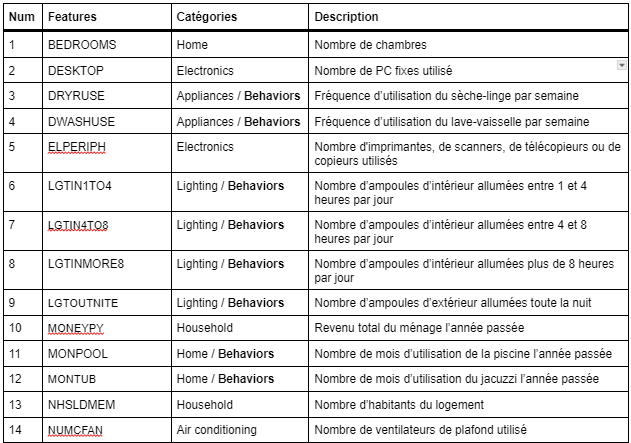 Num Features Catégories Description
1 BEDROOMS Home Nombre de chambres
2 DESKTOP Electronics Nombre de PC fixes utilisé
3 DRYRUSE Appliances / Behaviors Fréquence d'utilisation du sèche-linge par semaine
4 DWASHUSE Appliances / Behaviors Fréquence d'utilisation du lave-vaisselle par semaine
5 ELPERIPH Electronics Nombre d'imprimantes, de scanners, de télécopieurs ou de
copieurs utilisés
6 LGTIN1TO4 Lighting / Behaviors Nombre d'ampoules d'intérieur allumées entre 1 et 4
heures par jour
7 LGTIN4TO8 Lighting / Behaviors Nombre d'ampoules d'intérieur allumées entre 4 et 8
heures par jour
8 LGTINMORE8 Lighting / Behaviors Nombre d'ampoules d'intérieur allumées plus de 8 heures
par jour
9 LGTOUTNITE Lighting / Behaviors Nombre d'ampoules d'extérieur allumées toute la nuit
10 MONEYPY Household Revenu total du ménage l'année passée
11 MONPOOL Home / Behaviors Nombre de mois d'utilisation de la piscine l'année passée
12 MONTUB Home / Behaviors Nombre de mois d'utilisation du jacuzzi l'année passée
13 NHSLDMEM Household Nombre d'habitants du logement
14 NUMCFAN Air conditioning Nombre de ventilateurs de plafond utilisé